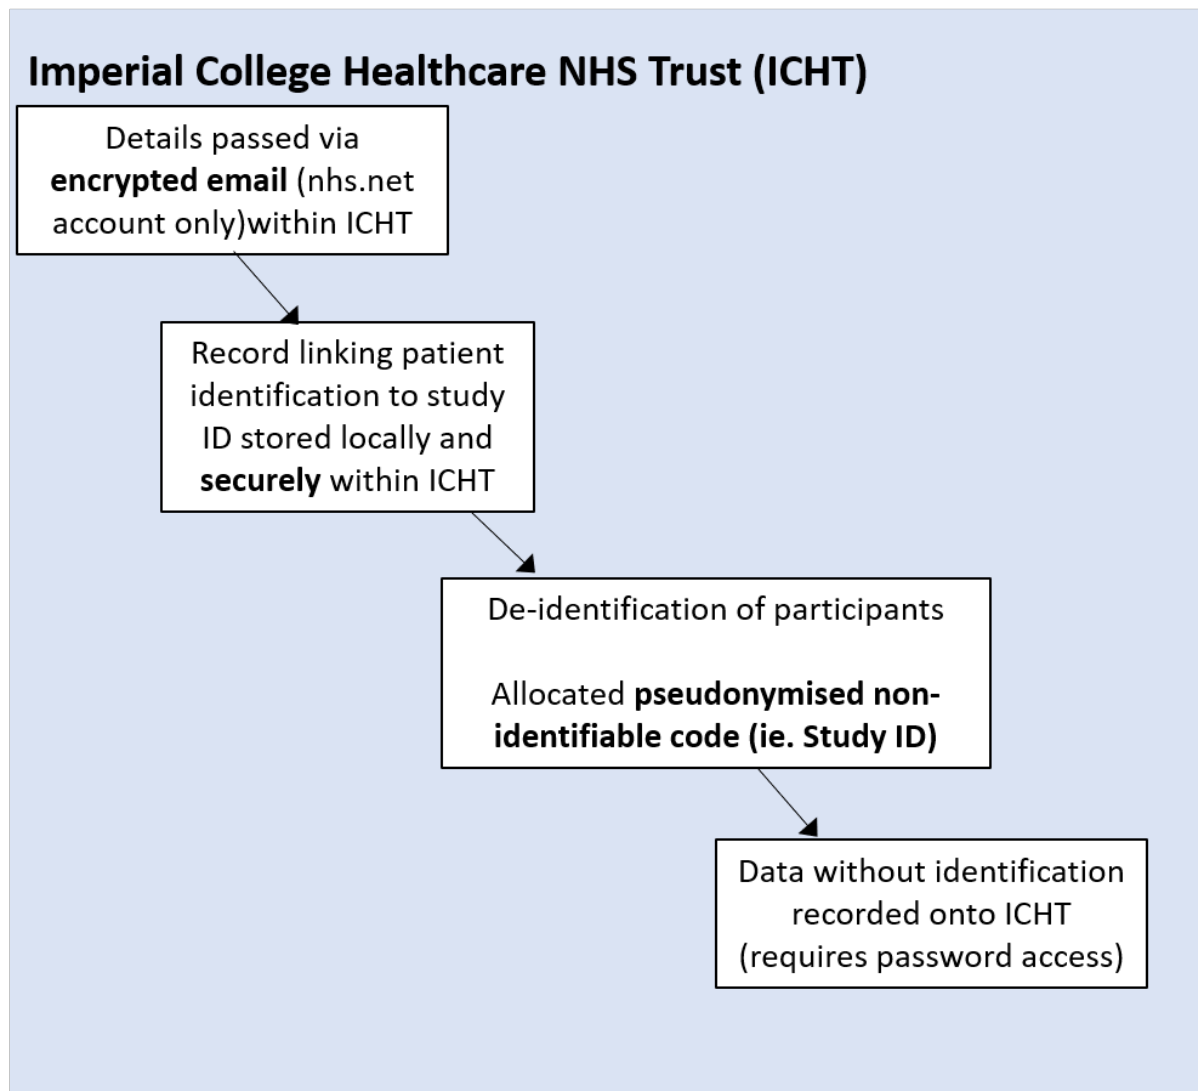 Imperial College Healthcare NHS Trust (ICHT)
Details passed via
encrypted email (nhs.net
account only)within ICHT
Record linking patient
identification to study
ID stored locally and
securely within ICHT
De-identification of participants
Allocated pseudonymised non-
identifiable code (ie. Study ID)
Data without identification
recorded onto ICHT
(requires password access)